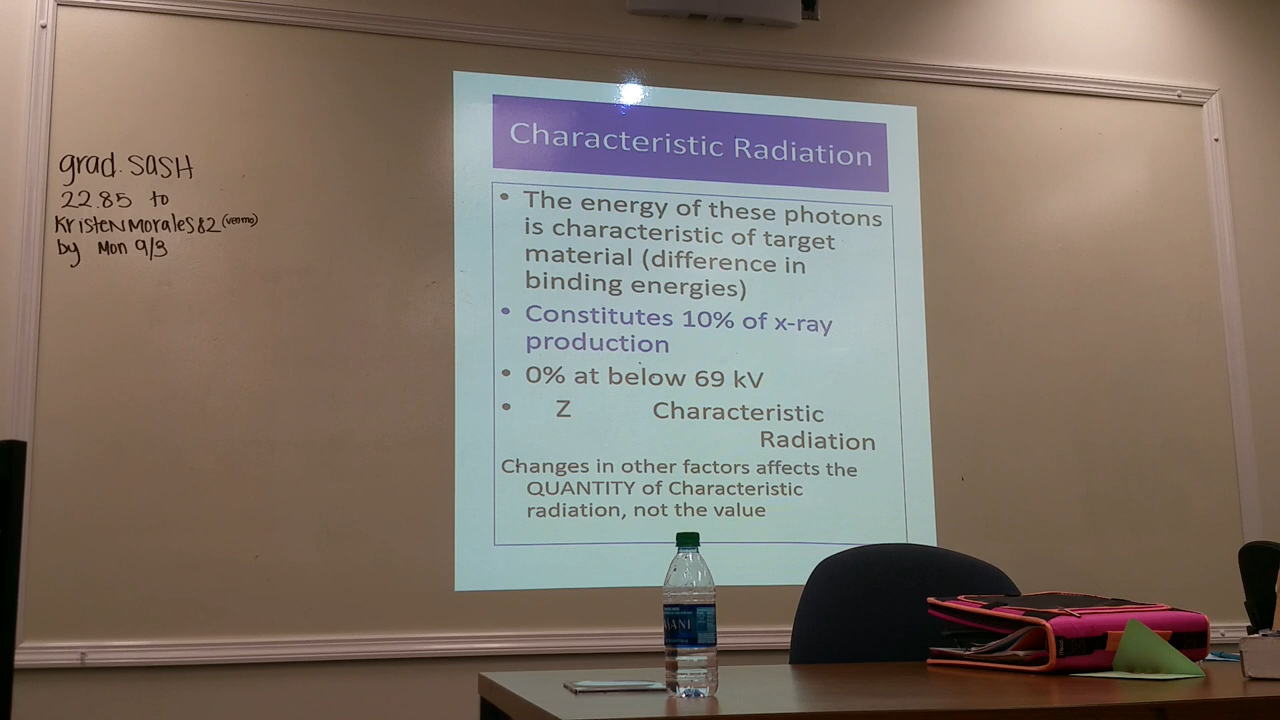 grad. SASH
22.85 to
KristenMorales82 (venmo)
by Mon 9/3
Characteristic Radiation
• The energy of these photons
is characteristic of target
material (difference in
binding energies)
• Constitutes 10% of x-ray
production
• 0% at below 69 kV
• Z Characteristic
Radiation
Changes in other factors affects the
QUANTITY of Characteristic
radiation, not the value